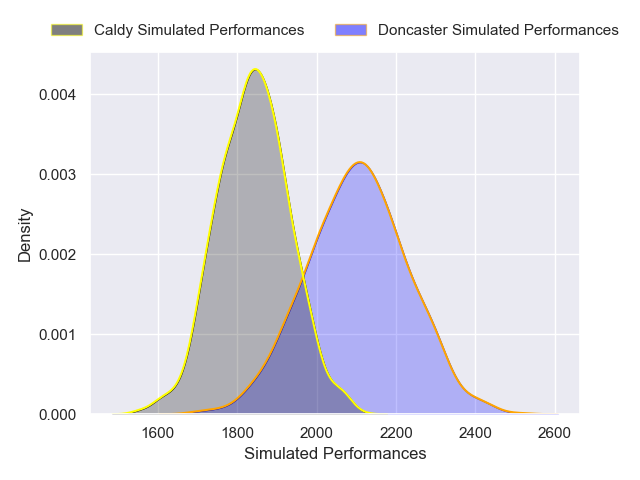 Caldy Simulated Performances
Doncaster Simulated Performances
0.004
0.003
0.002
0.001
0.000
Density
1600 1800 2000 2200 2400 2600
Simulated Performances